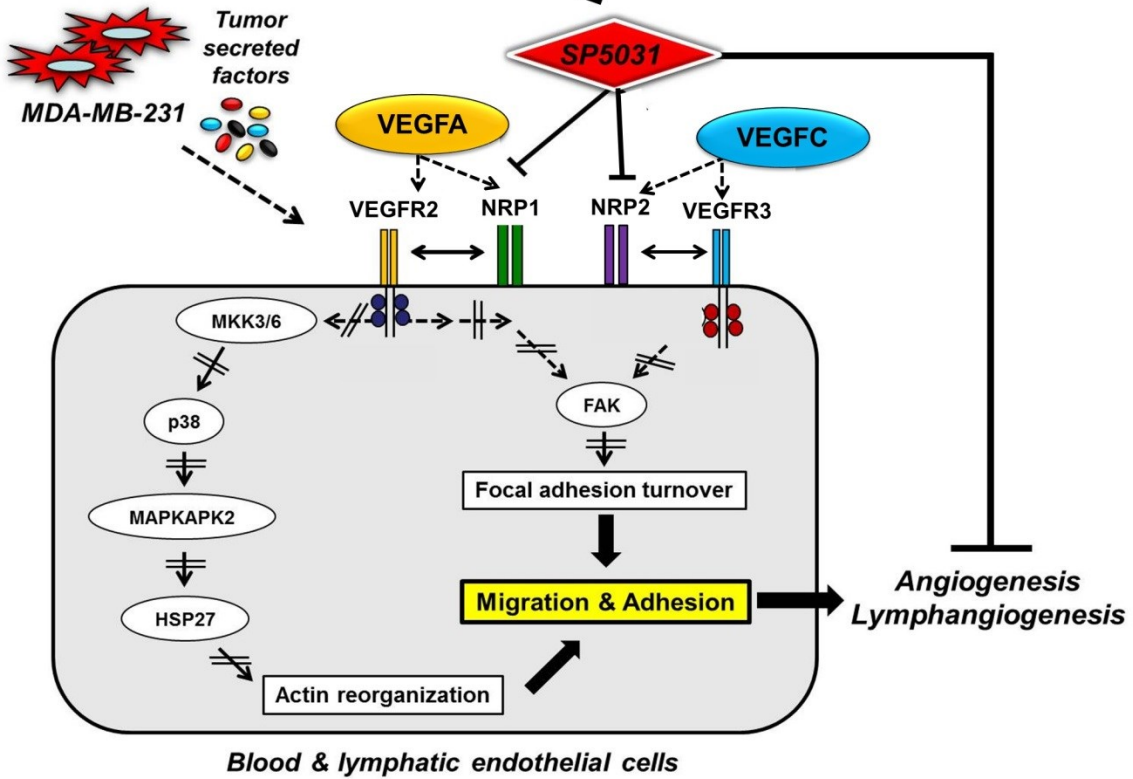 Tumor
secreted
factors
MDA-MB-231
SP5031
VEGFA
VEGFC
VEGFR2
NRP1
NRP2
VEGFR3
MKK3/6
p38
FAK
MAPKAPK2
Focal adhesion turnover
HSP27
Migration & Adhesion
Angiogenesis
Lymphangiogenesis
Actin reorganization
Blood & lymphatic endothelial cells